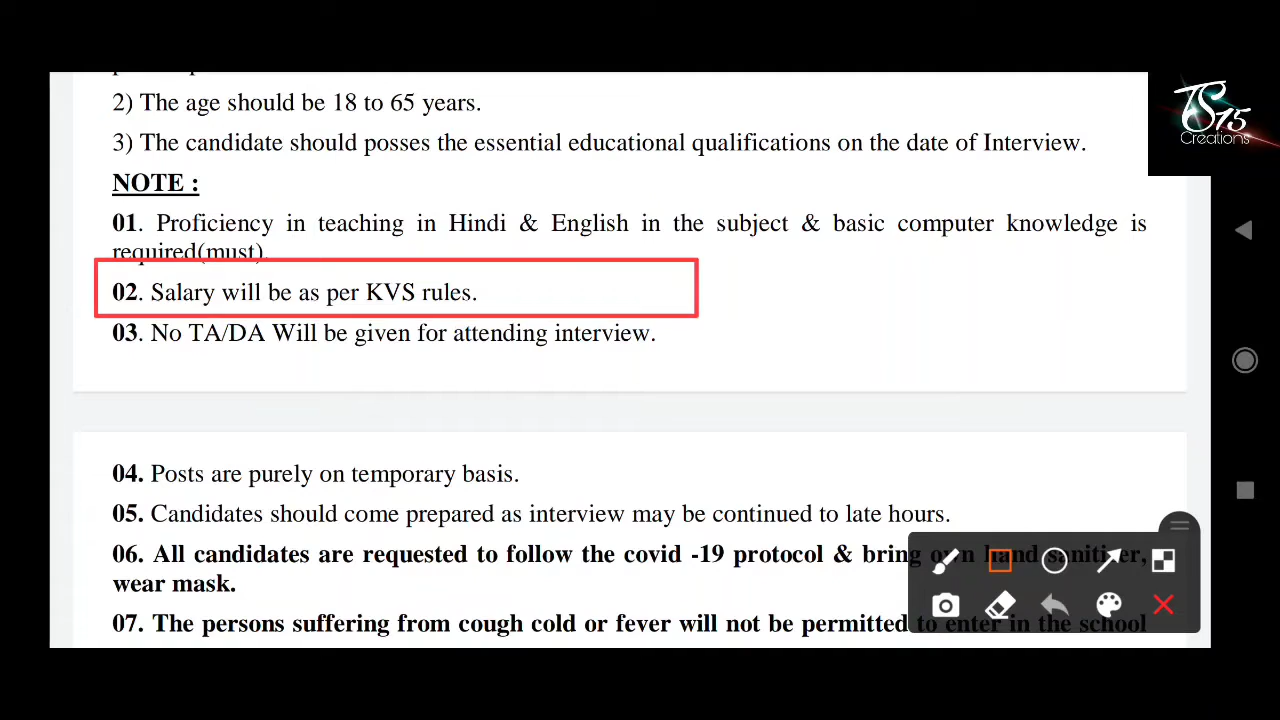 2) The age should be 18 to 65 years.
3) The candidate should posses the essential educational qualifications on the date of Interview.
NOTE :
01. Proficiency in teaching in Hindi & English in the subject & basic computer knowledge is
required(must).
02. Salary will be as per KVS rules.
03. No TA/DA Will be given for attending interview.
04. Posts are purely on temporary basis.
05. Candidates should come prepared as interview may be continued to late hours.
06. All candidates are requested to follow the covid -19 protocol & bring own hand sanitizer,
wear mask.
07. The persons suffering from cough cold or fever will not be permitted to enter in the school
TS75
Creations